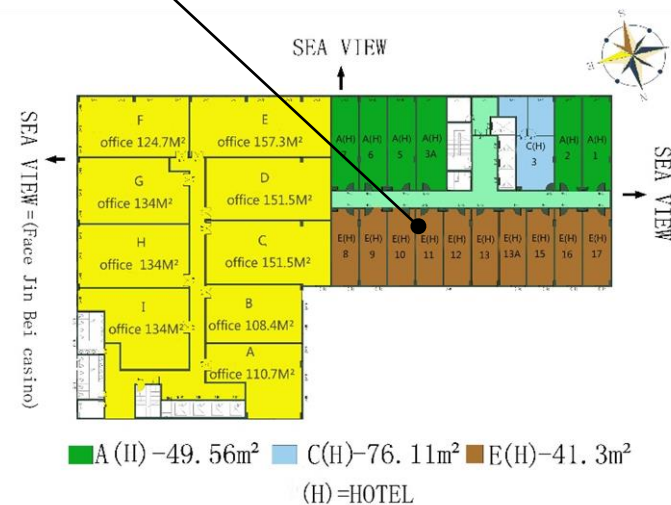 SEA VIEW
S
E
W
N
F
office 124.7M²
E
office 157.3M²
A(H)
A(H)
6
A(H)
5
A(H)
3A
C(H)
3
A(H)
2
A(H)
1
G
office 134M²
D
office 151.5M²
SEA VIEW=(Face Jin Bei casino)
SEA VIEW
H
office 134M²
C
office 151.5M²
E(H)
8
E(H)
9
E(H)
10
E(H)
11
E(H)
12
E(H)
13
E(H)
13A
E(H)
15
E(H)
16
E(H)
17
I
office 134M²
B
office 108.4M²
A
office 110.7M²
A(II)-49.56m² C(H)-76.11m² E(H)-41.3m²
(H)=HOTEL